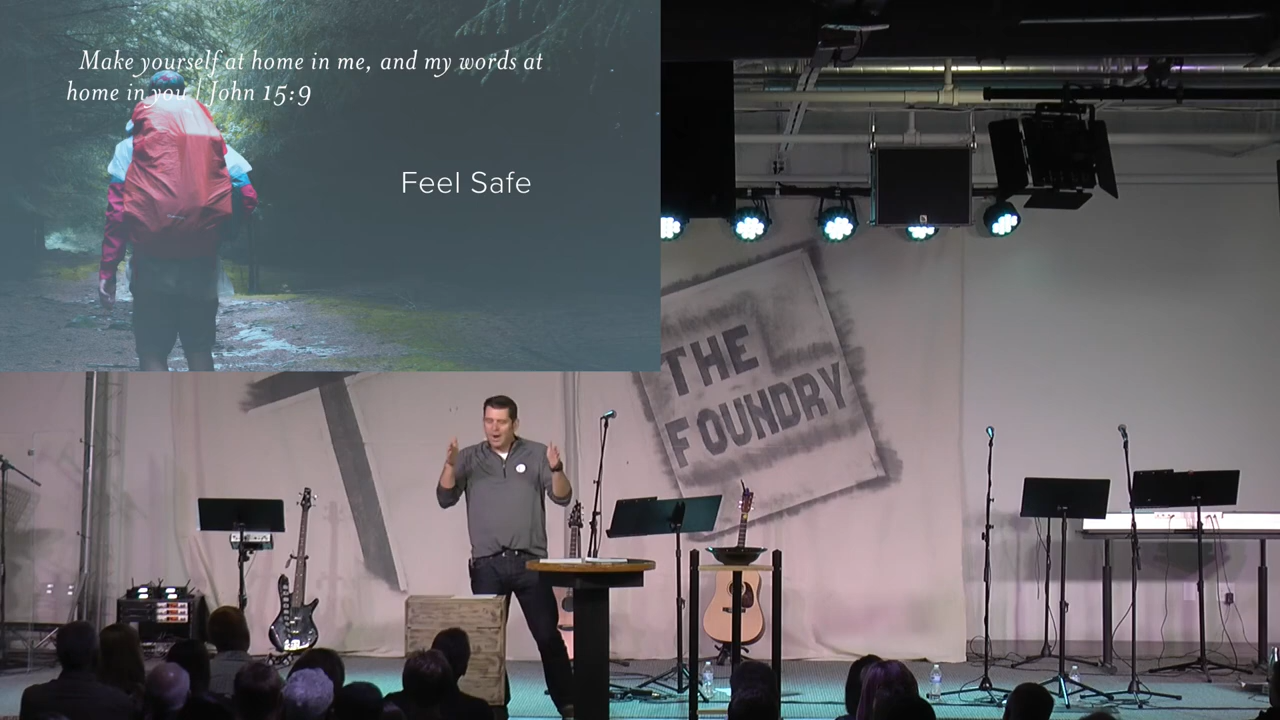 Make yourself at home in me, and my words at
home in you | John 15:9
Feel Safe
THE
FOUNDRY